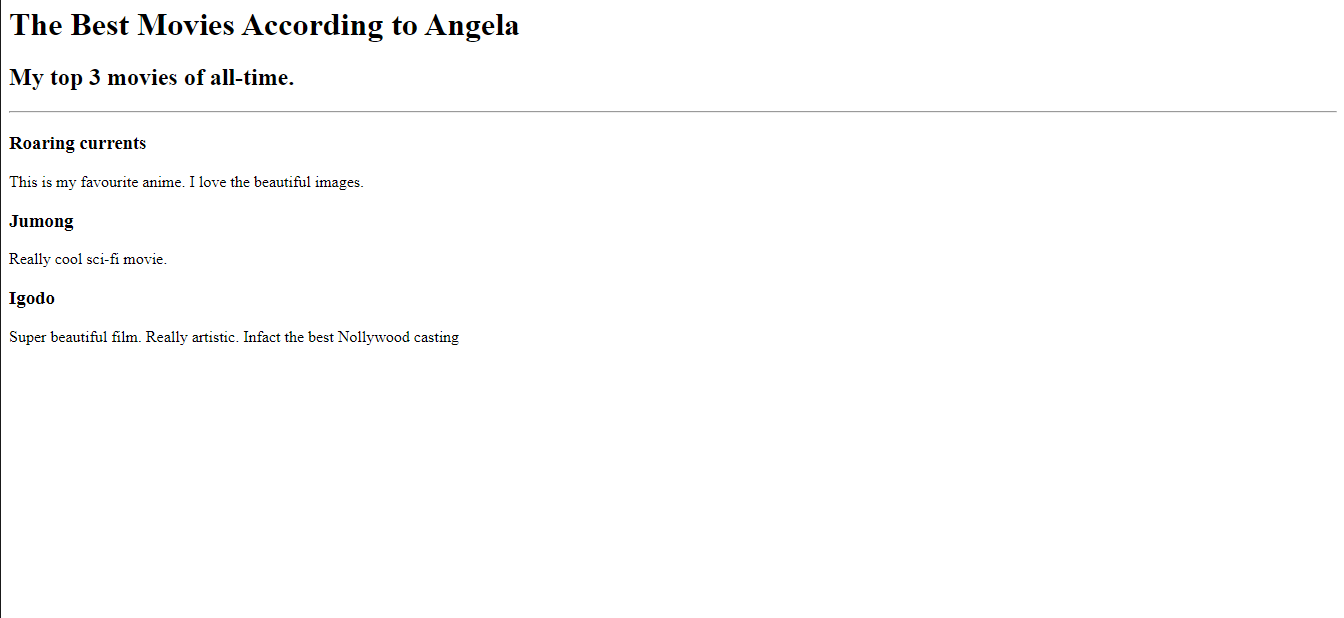 The Best Movies According to Angela
My top 3 movies of all-time.
Roaring currents
This is my favourite anime. I love the beautiful images.
Jumong
Really cool sci-fi movie.
Igodo
Super beautiful film. Really artistic. Infact the best Nollywood casting